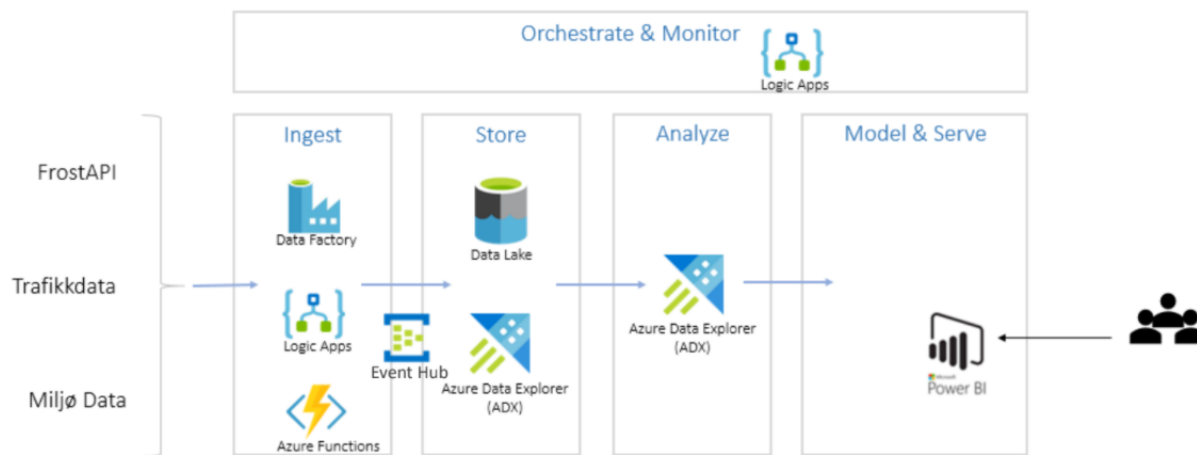 Orchestrate & Monitor
Logic Apps
Ingest
Store
Analyze
Model & Serve
FrostAPI
Trafikkdata
Miljø Data
Data Factory
Logic Apps
Azure Functions
Event Hub
Data Lake
Azure Data Explorer
(ADX)
Azure Data Explorer
(ADX)
Microsoft
Power BI